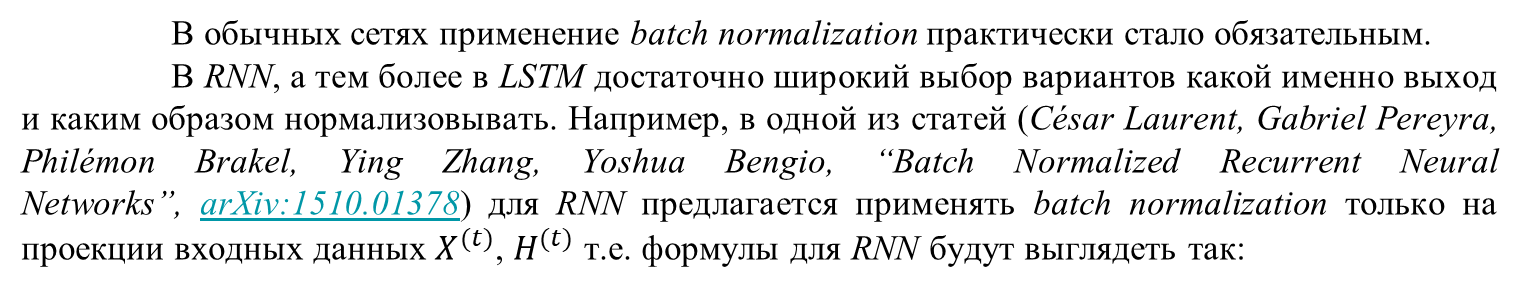 В обычных сетях применение batch normalization практически стало обязательным.
В RNN, а тем более в LSTM достаточно широкий выбор вариантов какой именно выход
и каким образом нормализовывать. Например, в одной из статей (César Laurent, Gabriel Pereyra,
Philémon Brakel, Ying Zhang, Yoshua Bengio, “Batch Normalized Recurrent Neural
Networks”, arXiv:1510.01378) для RNN предлагается применять batch normalization только на
проекции входных данных X^(t), H^(t) т.е. формулы для RNN будут выглядеть так: